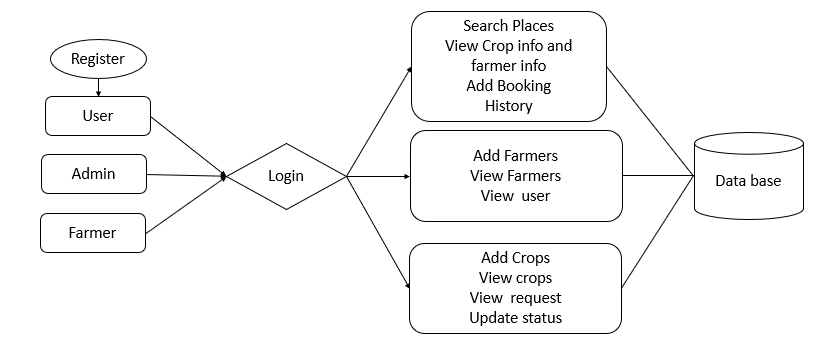 Register
User
Admin
Farmer
Login
Search Places
View Crop info and
farmer info
Add Booking
History
Add Farmers
View Farmers
View user
Add Crops
View crops
View request
Update status
Data base